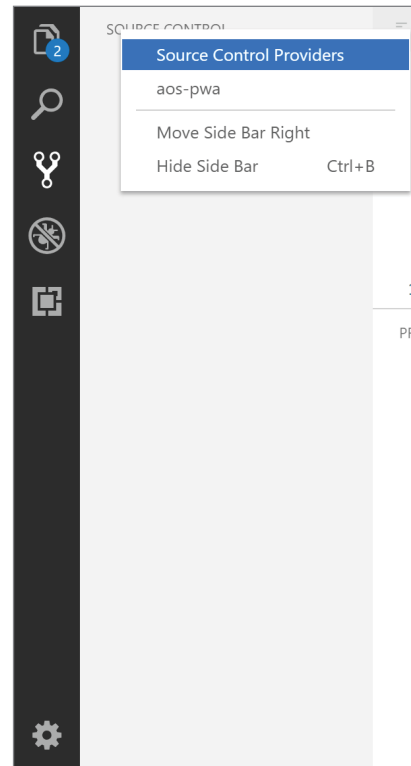 SOURCE CONTROL
2
Source Control Providers
aos-pwa
Move Side Bar Right
Hide Side Bar Ctrl+B